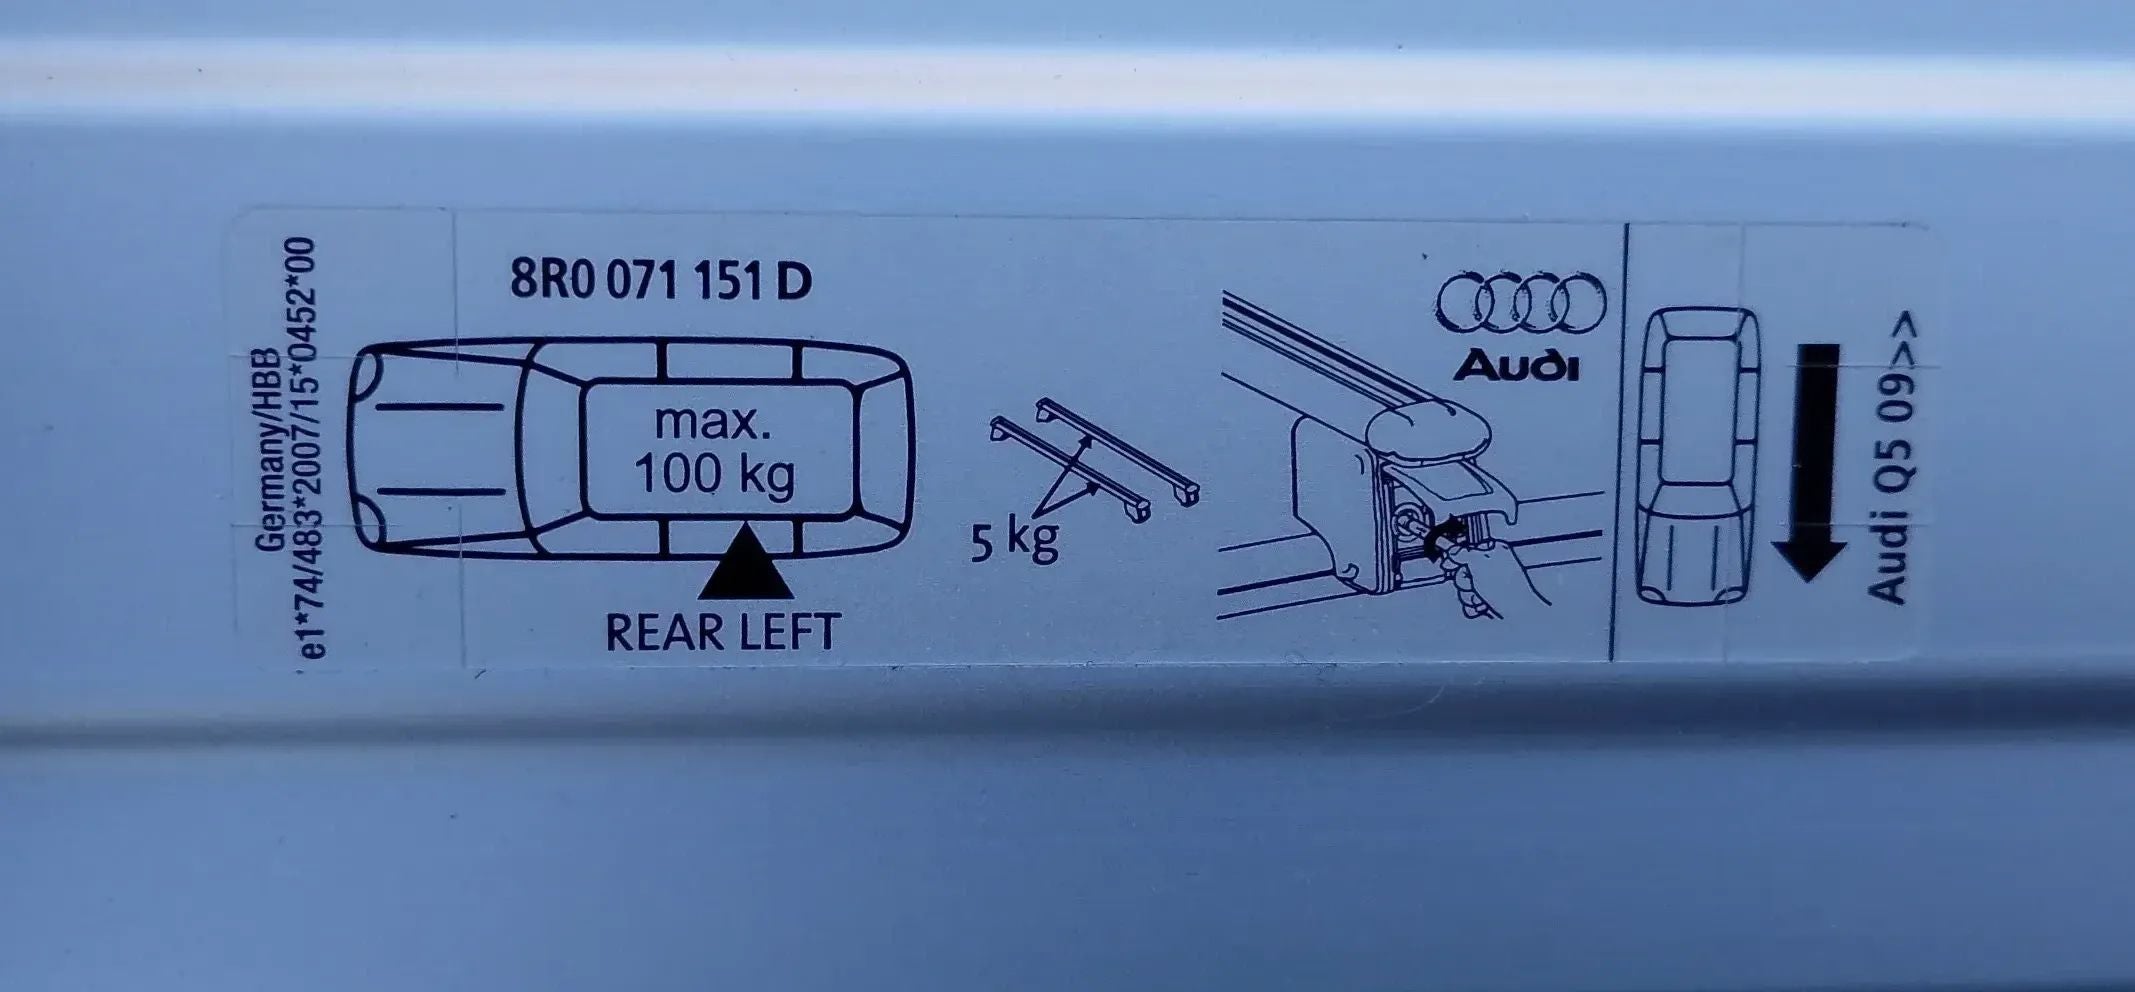 Germany/HBB
e1*74/483*2007/15*0452*00
8R0 071 151 D
max.
100 kg
REAR LEFT
5 kg
Audi
Audi Q5 09>>